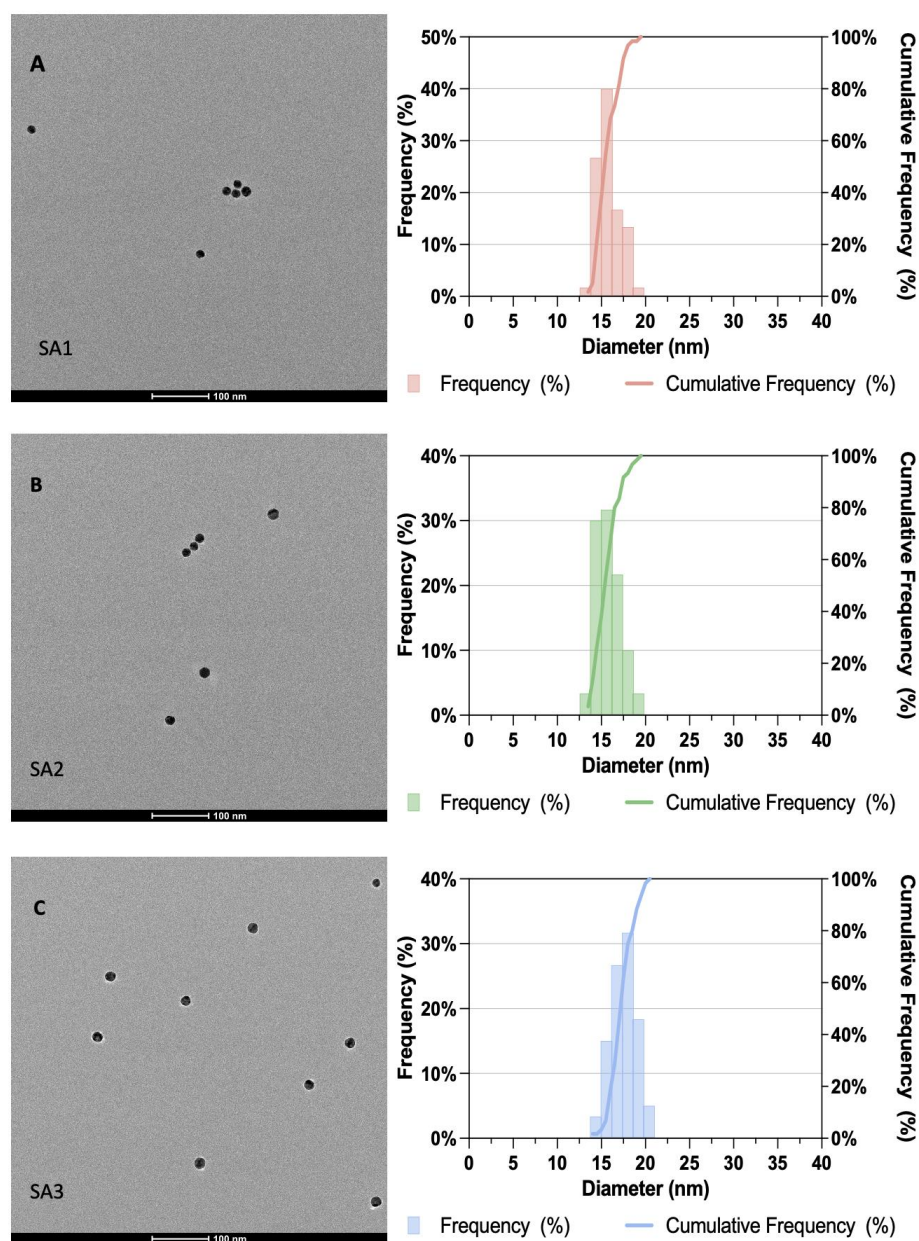 A
SA1
100 nm
Frequency (%)
50%
40%
30%
20%
10%
0%
100%
80%
60%
40%
20%
0%
Cumulative Frequency (%)
0 5 10 15 20 25 30 35 40
Diameter (nm)
Frequency (%) Cumulative Frequency (%)
B
SA2
100 nm
Frequency (%)
40%
30%
20%
10%
0%
100%
80%
60%
40%
20%
0%
Cumulative Frequency (%)
0 5 10 15 20 25 30 35 40
Diameter (nm)
Frequency (%) Cumulative Frequency (%)
C
SA3
100 nm
Frequency (%)
40%
30%
20%
10%
0%
100%
80%
60%
40%
20%
0%
Cumulative Frequency (%)
0 5 10 15 20 25 30 35 40
Diameter (nm)
Frequency (%) Cumulative Frequency (%)